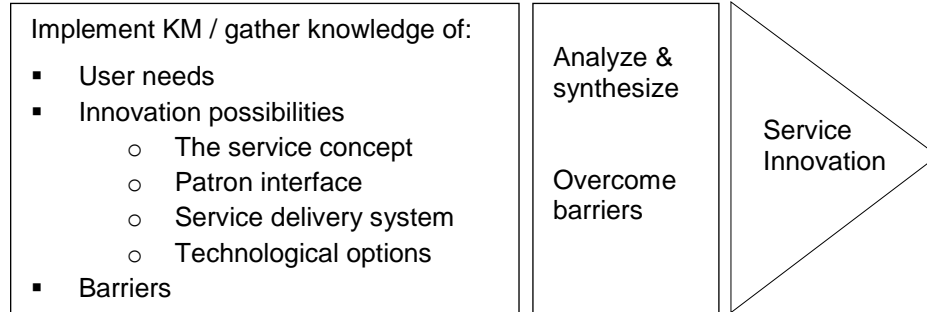 Implement KM / gather knowledge of:
▪ User needs
▪ Innovation possibilities
o The service concept
o Patron interface
o Service delivery system
o Technological options
▪ Barriers
Analyze &
synthesize
Overcome
barriers
Service
Innovation